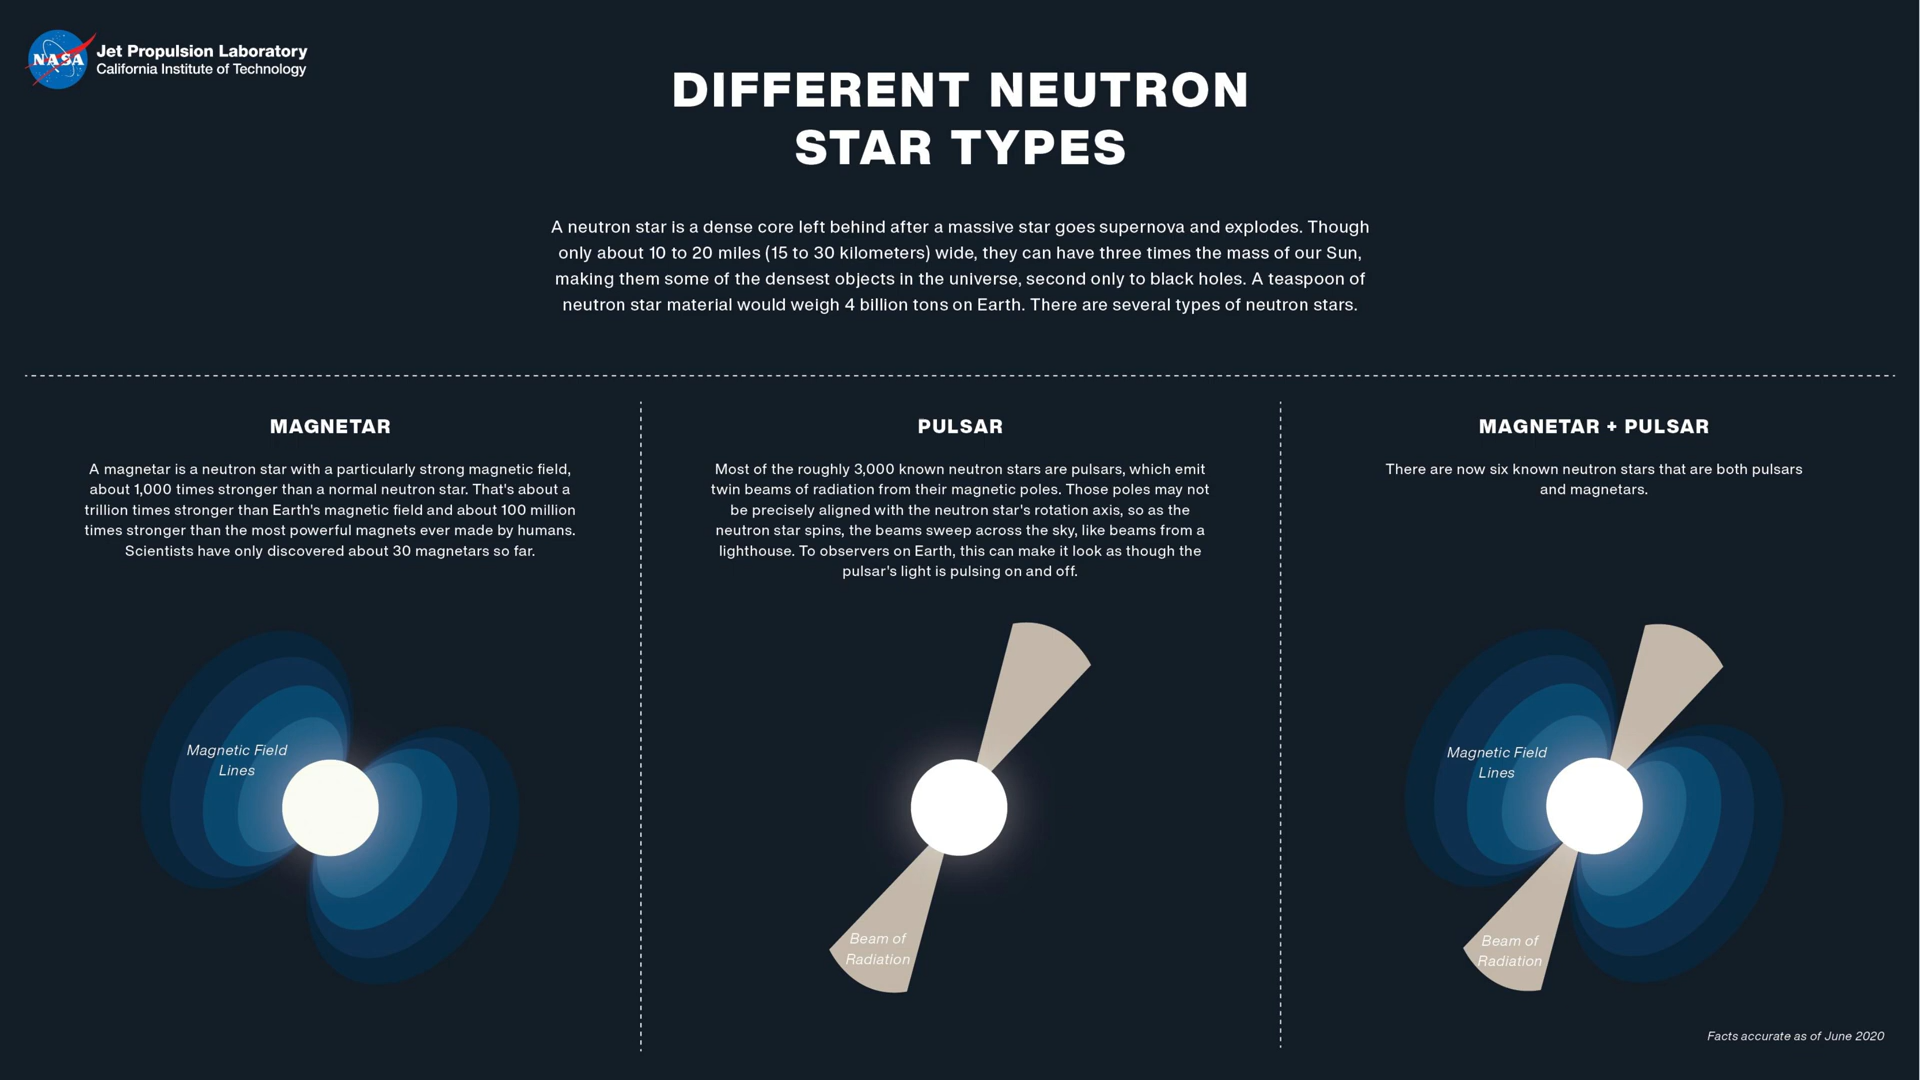 NASA
Jet Propulsion Laboratory
California Institute of Technology
DIFFERENT NEUTRON
STAR TYPES
A neutron star is a dense core left behind after a massive star goes supernova and explodes. Though
only about 10 to 20 miles (15 to 30 kilometers) wide, they can have three times the mass of our Sun,
making them some of the densest objects in the universe, second only to black holes. A teaspoon of
neutron star material would weigh 4 billion tons on Earth. There are several types of neutron stars.
MAGNETAR
A magnetar is a neutron star with a particularly strong magnetic field,
about 1,000 times stronger than a normal neutron star. That's about a
trillion times stronger than Earth's magnetic field and about 100 million
times stronger than the most powerful magnets ever made by humans.
Scientists have only discovered about 30 magnetars so far.
Magnetic Field
Lines
PULSAR
Most of the roughly 3,000 known neutron stars are pulsars, which emit
twin beams of radiation from their magnetic poles. Those poles may not
be precisely aligned with the neutron star's rotation axis, so as the
neutron star spins, the beams sweep across the sky, like beams from a
lighthouse. To observers on Earth, this can make it look as though the
pulsar's light is pulsing on and off.
Beam of
Radiation
MAGNETAR + PULSAR
There are now six known neutron stars that are both pulsars
and magnetars.
Magnetic Field
Lines
Beam of
Radiation
Facts accurate as of June 2020